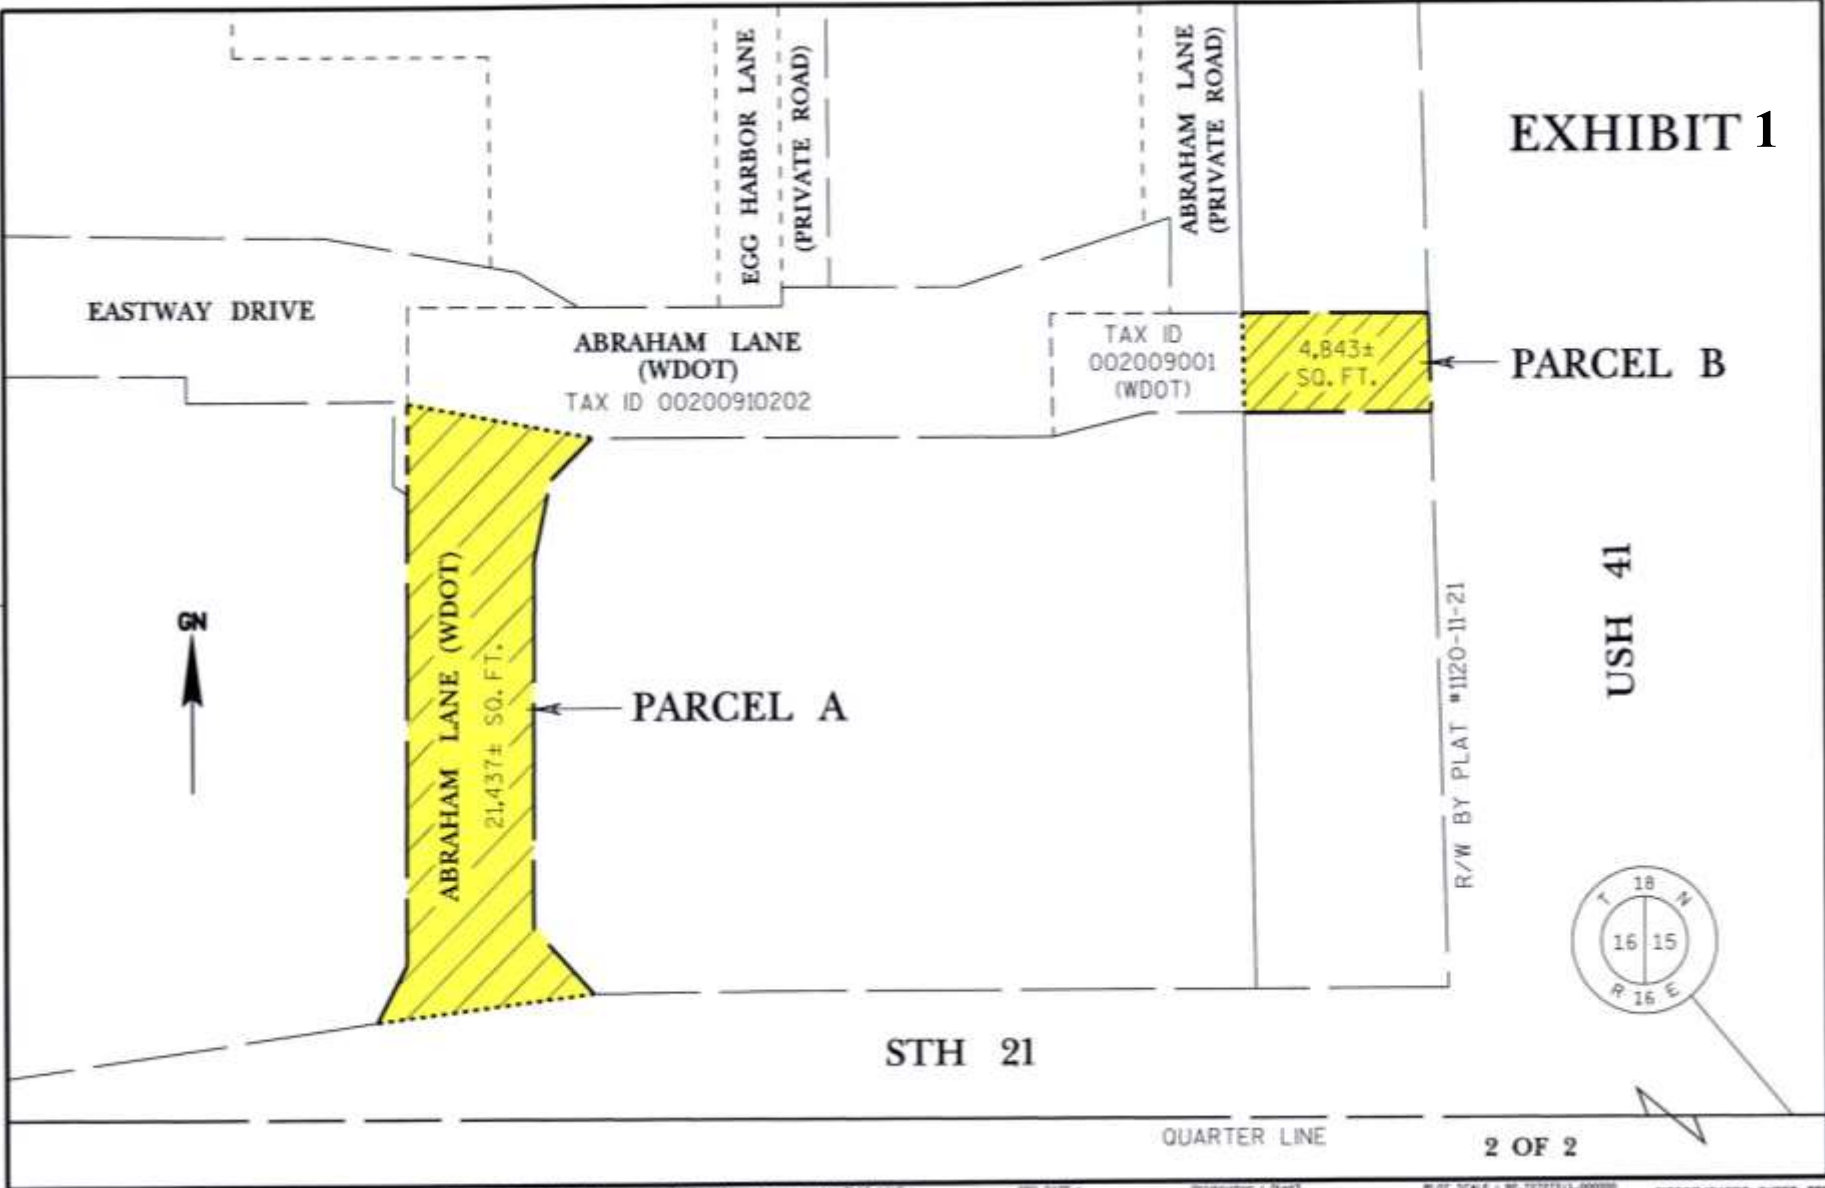 EXHIBIT 1
EGG HARBOR LANE
(PRIVATE ROAD)
ABRAHAM LANE
(PRIVATE ROAD)
EASTWAY DRIVE
ABRAHAM LANE
(WDOT)
TAX ID 00200910202
TAX ID
002009001
(WDOT)
4,843±
SQ. FT.
PARCEL B
GN
ABRAHAM LANE (WDOT)
21,437± SQ. FT.
PARCEL A
USH 41
R/W BY PLAT #1120-11-21
T 18 N
16 15
R 16 E
STH 21
QUARTER LINE
2 OF 2